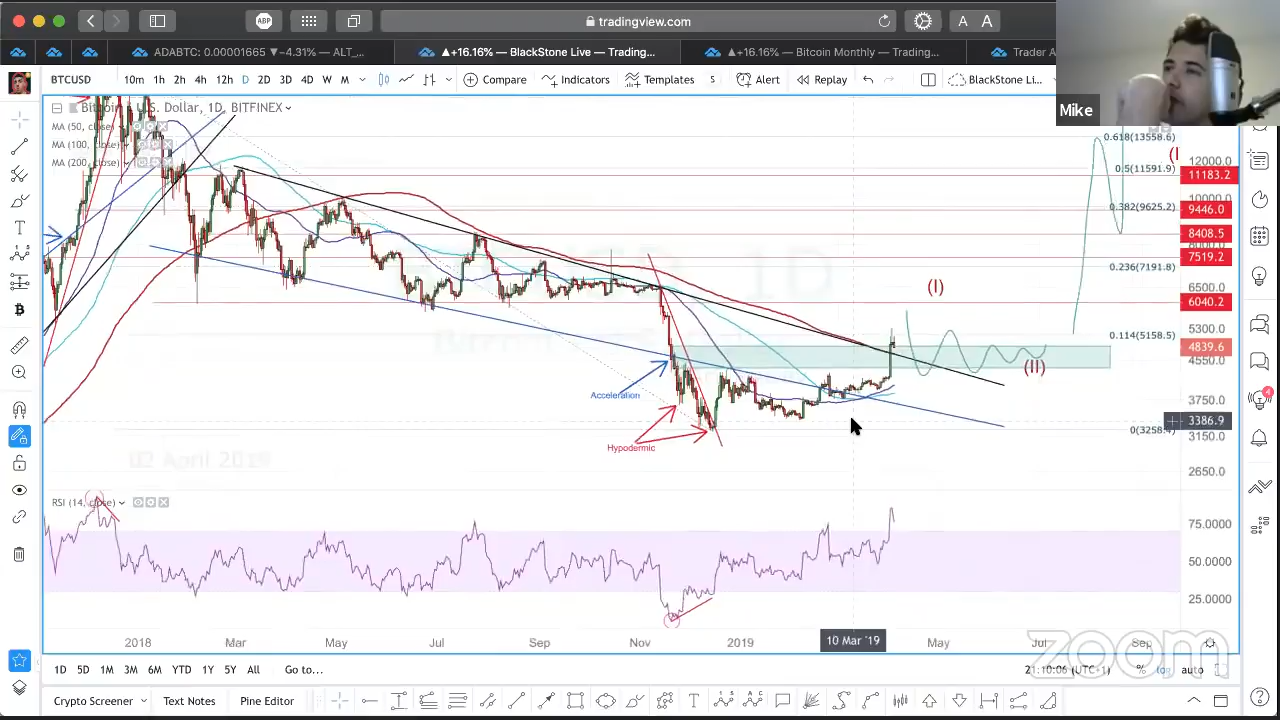 tradingview.com
ABP
A A
ADABTC: 0.00001665 ▼−4.31% — ALT_...
▲+16.16% — BlackStone Live — Trading...
▲+16.16% — Bitcoin Monthly — Trading...
Trader A
Mike
BTCUSD 10m 1h 2h 4h 12h D 2D 3D 4D W M Compare Indicators Templates S Alert Replay BlackStone Li...
Bitcoin / U.S. Dollar, 1D, BITFINEX
MA (50, close)
MA (100, close)
MA (200, close)
0.618(13558.6)
(I
12000.0
0.5(11591.9)
11183.2
10000.0
0.382(9625.2)
9446.0
8408.5
8000.0
7519.2
0.236(7191.8)
6500.0
(I)
6040.2
5300.0
0.114(5158.5)
4839.6
4550.0
(II)
Acceleration
3750.0
3386.9
0(3258.4)
3150.0
Hypodermic
02 April 2019
2650.0
RSI (14, close)
75.0000
50.0000
25.0000
2018 Mar May Jul Sep Nov 2019 10 Mar '19 May Jul Sep
zoom
1D 5D 1M 3M 6M YTD 1Y 5Y All Go to...
21:10:06 (UTC+1) % log auto
Crypto Screener Text Notes Pine Editor